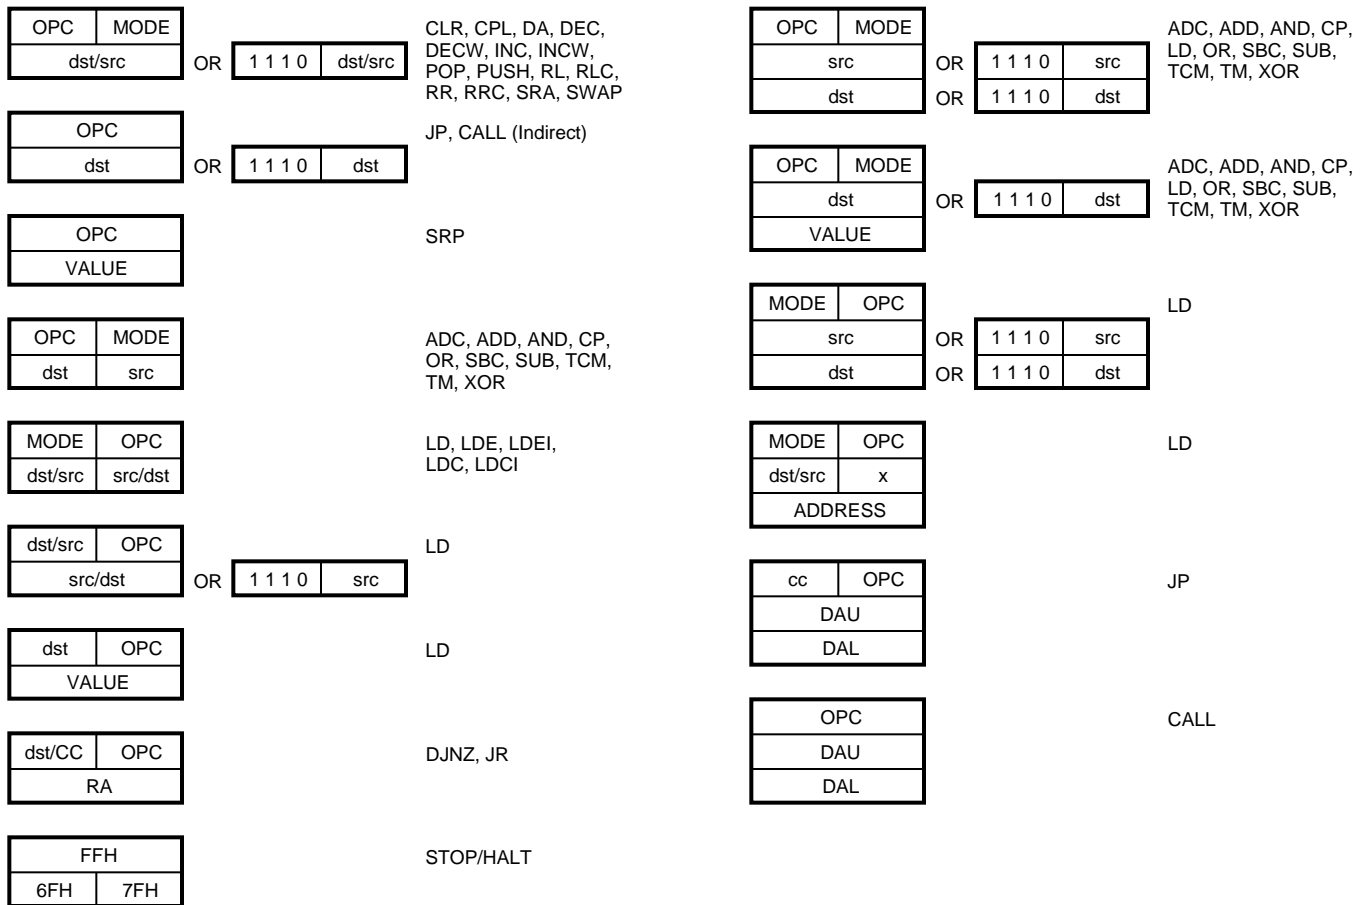 OPC MODE
dst/src OR 1 1 1 0 dst/src
CLR, CPL, DA, DEC,
DECW, INC, INCW,
POP, PUSH, RL, RLC,
RR, RRC, SRA, SWAP
OPC
dst OR 1 1 1 0 dst
JP, CALL (Indirect)
OPC
VALUE
SRP
OPC MODE
dst src
ADC, ADD, AND, CP,
OR, SBC, SUB, TCM,
TM, XOR
MODE OPC
dst/src src/dst
LD, LDE, LDEI,
LDC, LDCI
dst/src OPC
src/dst OR 1 1 1 0 src
LD
dst OPC
VALUE
LD
dst/CC OPC
RA
DJNZ, JR
FFH
6FH 7FH
STOP/HALT
OPC MODE
src OR 1 1 1 0 src
dst OR 1 1 1 0 dst
ADC, ADD, AND, CP,
LD, OR, SBC, SUB,
TCM, TM, XOR
OPC MODE
dst OR 1 1 1 0 dst
VALUE
ADC, ADD, AND, CP,
LD, OR, SBC, SUB,
TCM, TM, XOR
MODE OPC
src OR 1 1 1 0 src
dst OR 1 1 1 0 dst
LD
MODE OPC
dst/src x
ADDRESS
LD
cc OPC
DAU
DAL
JP
OPC
DAU
DAL
CALL